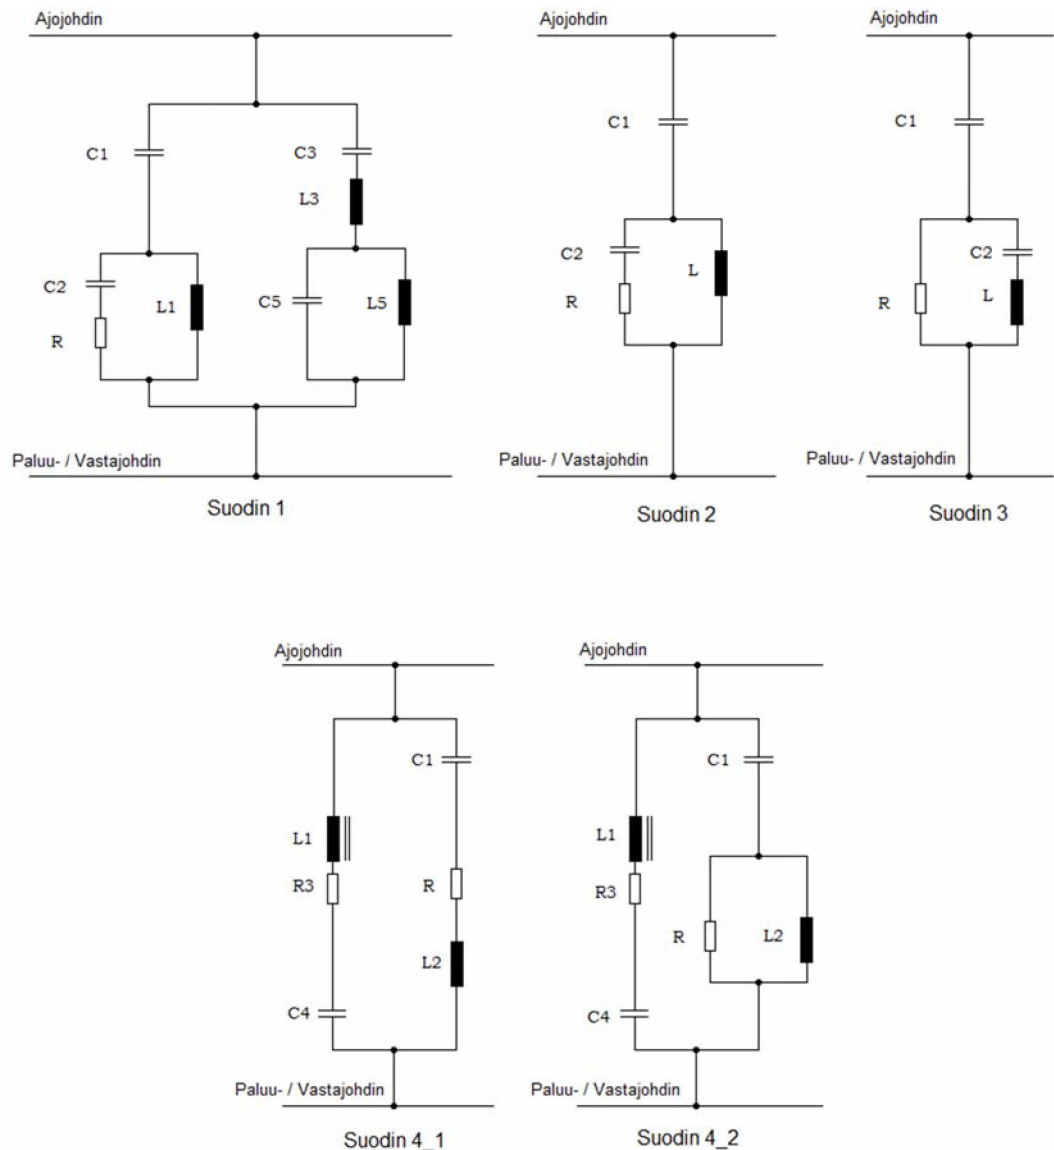 Ajojohdin
C1
C3
L3
C2
R
L1
C5
L5
Paluu- / Vastajohdin
Suodin 1
Ajojohdin
C1
C2
R
L
Paluu- / Vastajohdin
Suodin 2
Ajojohdin
C1
C2
R
L
Paluu- / Vastajohdin
Suodin 3
Ajojohdin
C1
L1
R3
R
L2
C4
Paluu- / Vastajohdin
Suodin 4_1
Ajojohdin
C1
L1
R3
R
L2
C4
Paluu- / Vastajohdin
Suodin 4_2